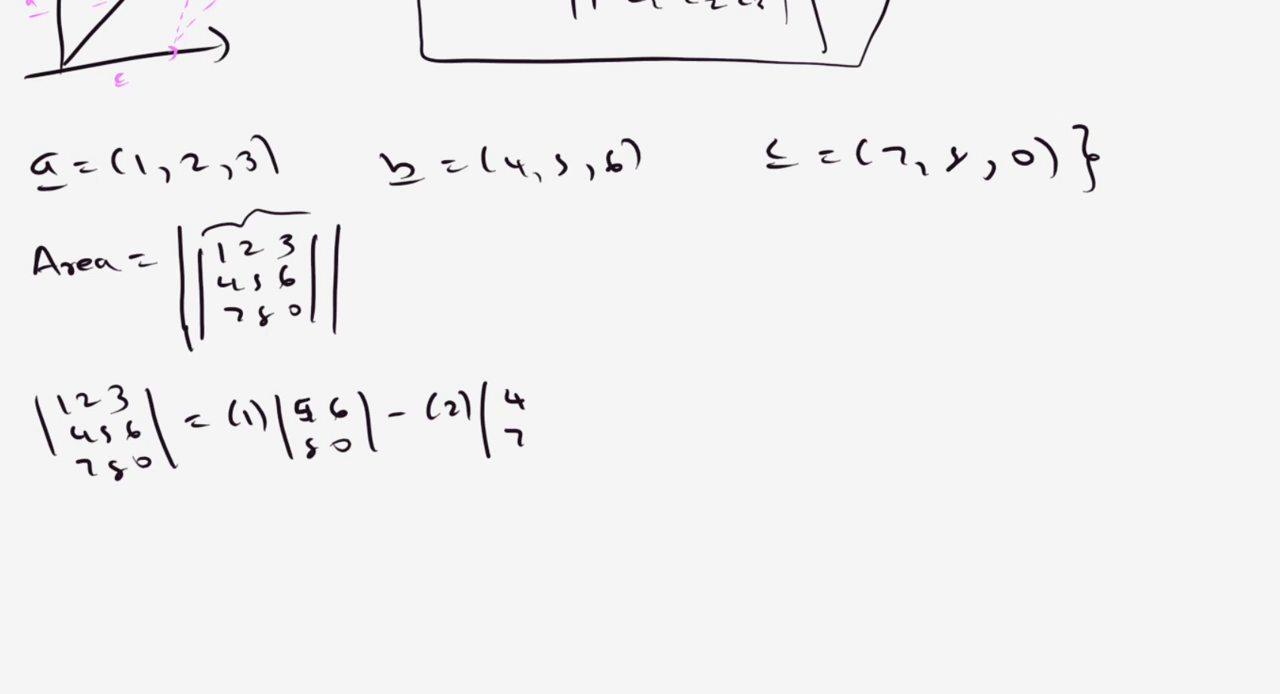 c
a = (1, 2, 3) b = (4, 5, 6) c = (7, 8, 0) }
Area = || 1 2 3
4 5 6
7 8 0 ||
| 1 2 3
4 5 6
7 8 0 | = (1) | 5 6
8 0 | - (2) | 4
7